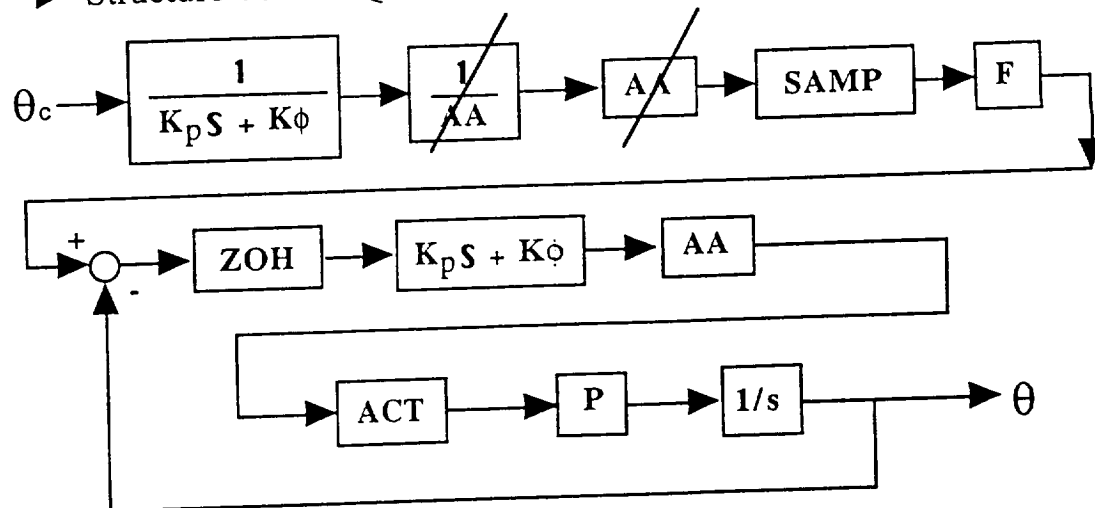 Structure
θc
1
KpS + Kϕ
1
AA
AA
SAMP
F
+
-
ZOH
KpS + Kϕ
AA
ACT
P
1/s
θ